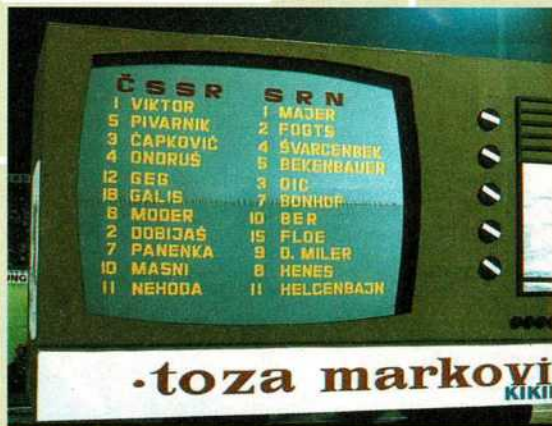 ČSSR
1 VIKTOR
5 PIVARNIK
3 ČAPKOVIČ
4 ONDRUŠ
12 GEG
18 GALIS
8 MODER
2 DOBIJAŠ
7 PANENKA
10 MASNI
11 NEHODA
SRN
1 MAJER
2 FOGTS
4 ŠVARCENBEK
5 BEKENBAUER
3 DIC
7 BONHOF
10 BER
15 FLOE
9 D. MILER
8 HENES
11 HELCENBAJN
toza markovi
KIKI
UNG